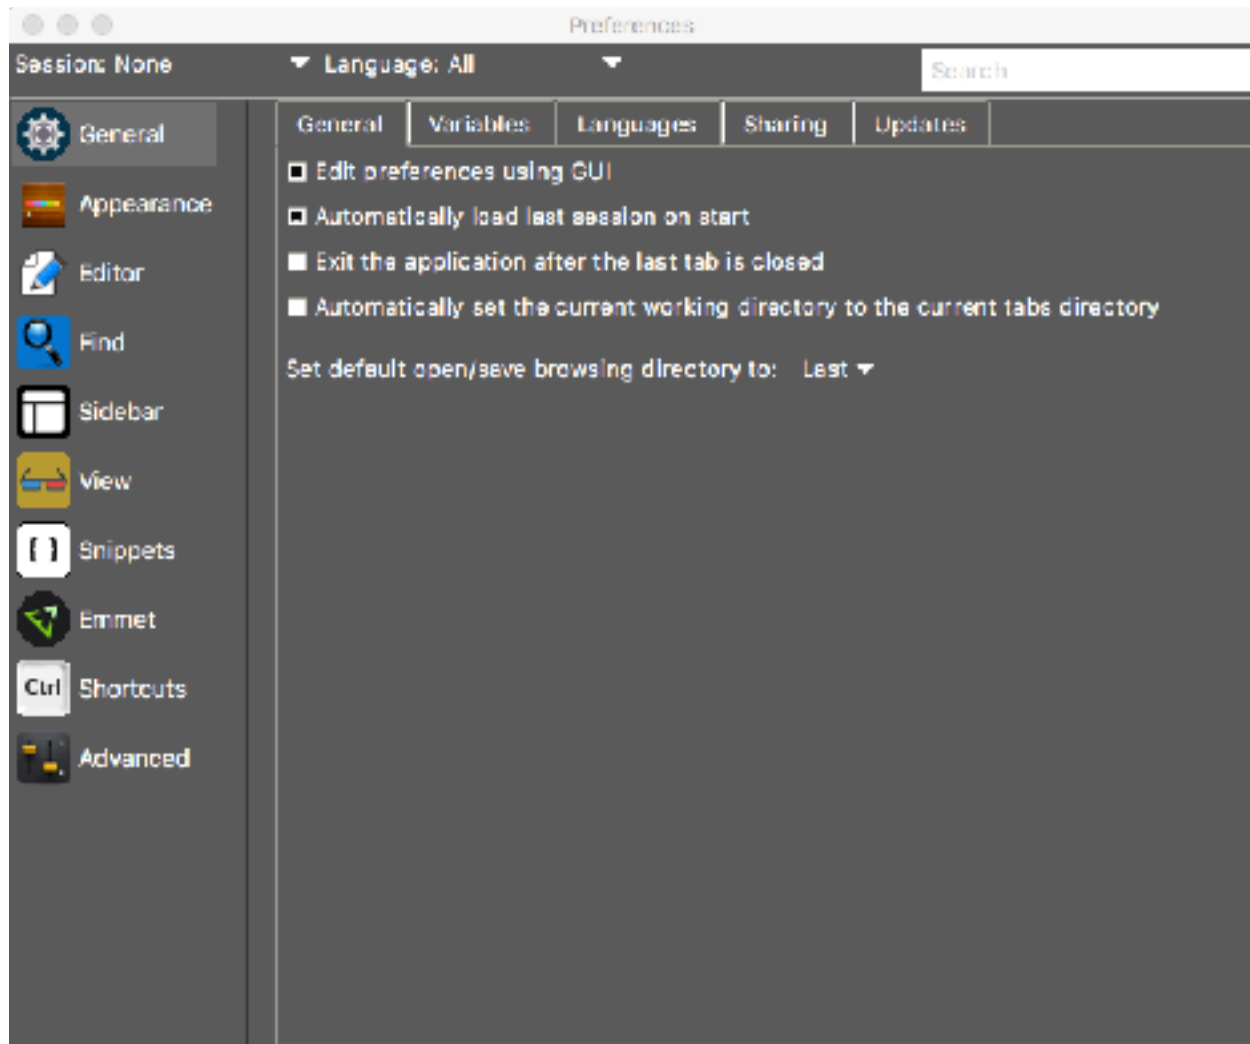 Preferences
Session: None Language: All Search
General
Appearance
Editor
Find
Sidebar
View
{ } Snippets
Emmet
Ctrl Shortcuts
Advanced
General Variables Languages Sharing Updates
Edit preferences using GUI
Automatically load last session on start
Exit the application after the last tab is closed
Automatically set the current working directory to the current tabs directory
Set default open/save browsing directory to: Last